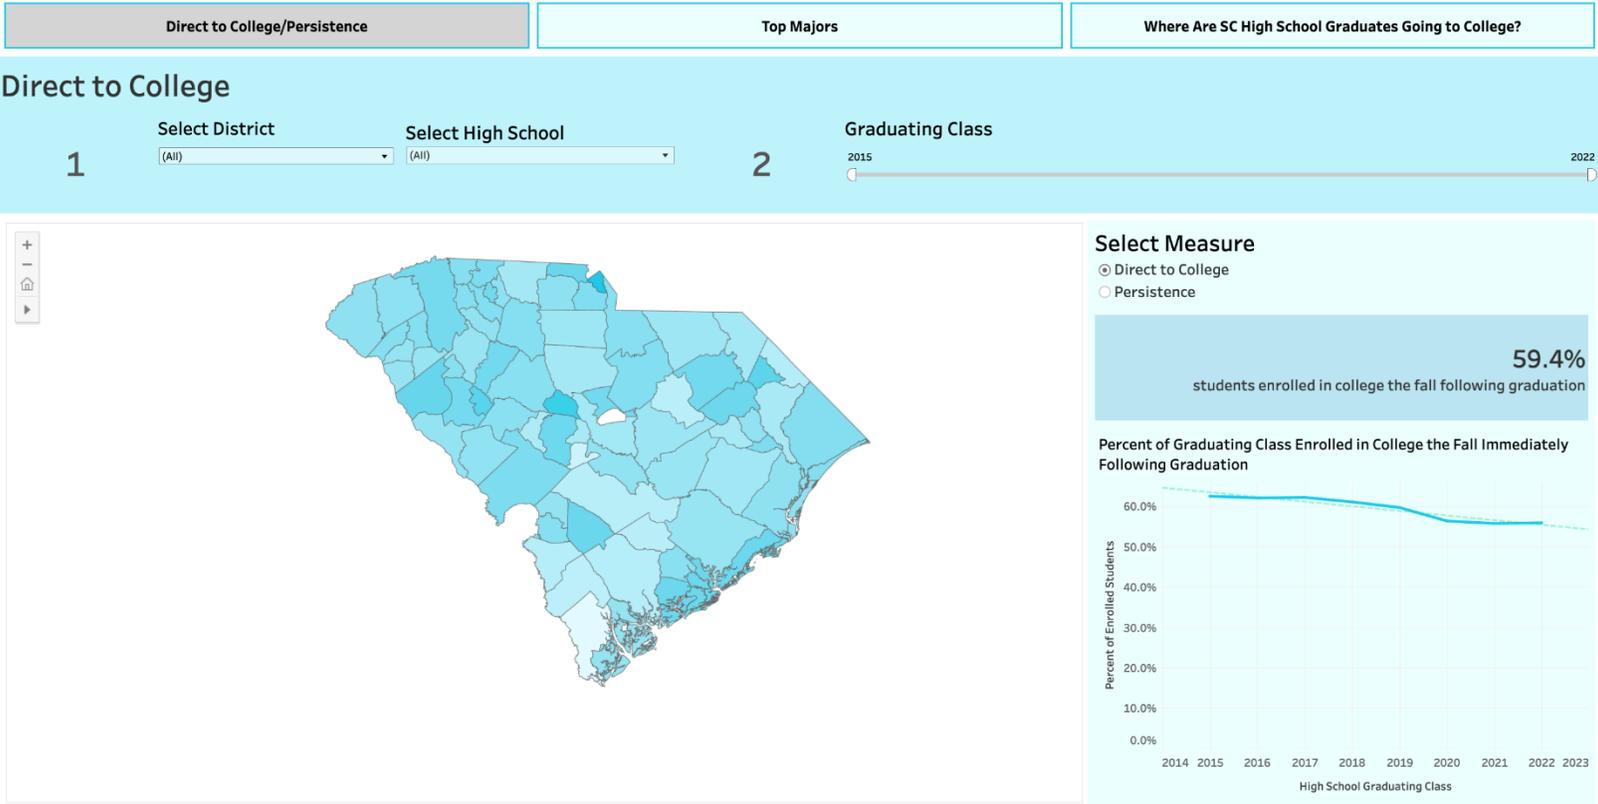 Direct to College/Persistence
Top Majors
Where Are SC High School Graduates Going to College?
Direct to College
1
Select District
(All)
Select High School
(All)
2
Graduating Class
2015
2022
+
−
Select Measure
Direct to College
Persistence
59.4%
students enrolled in college the fall following graduation
Percent of Graduating Class Enrolled in College the Fall Immediately
Following Graduation
Percent of Enrolled Students
60.0%
50.0%
40.0%
30.0%
20.0%
10.0%
0.0%
2014 2015 2016 2017 2018 2019 2020 2021 2022 2023
High School Graduating Class